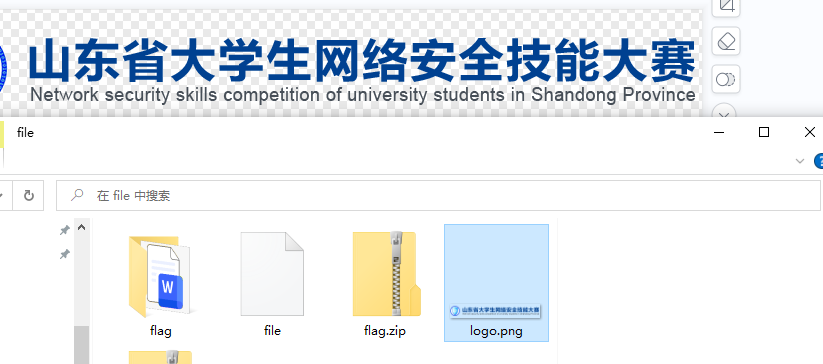 山东省大学生网络安全技能大赛
Network security skills competition of university students in Shandong Province
file
在 file 中搜索
W
flag
file
flag.zip
山东省大学生网络安全技能大赛
logo.png